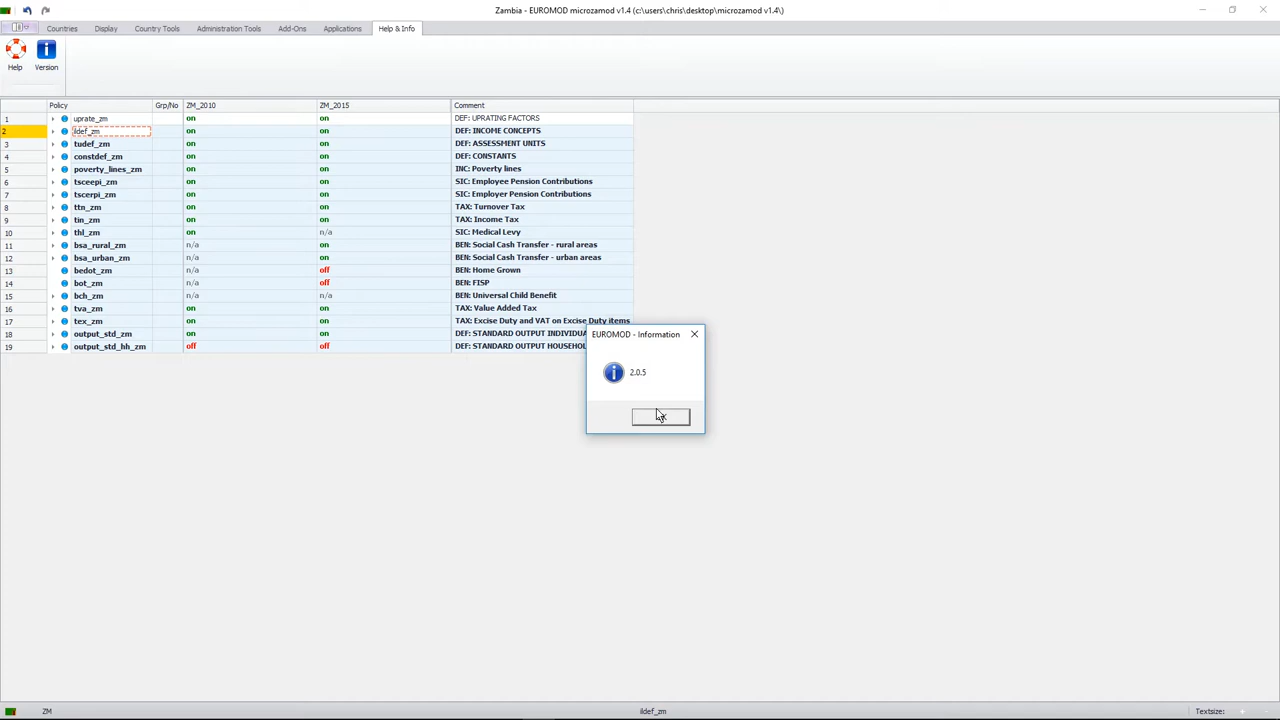 Zambia - EUROMOD microzamod v1.4 (c:\users\chris\desktop\microzamod v1.4\)
Countries Display Country Tools Administration Tools Add-Ons Applications Help & Info
Help Version
Policy Grp/No ZM_2010 ZM_2015 Comment
1 uprate_zm on on DEF: UPRATING FACTORS
2 ildef_zm on on DEF: INCOME CONCEPTS
3 tudef_zm on on DEF: ASSESSMENT UNITS
4 constdef_zm on on DEF: CONSTANTS
5 poverty_lines_zm on on INC: Poverty lines
6 tsceepi_zm on on SIC: Employee Pension Contributions
7 tscerpi_zm on on SIC: Employer Pension Contributions
8 ttn_zm on on TAX: Turnover Tax
9 tin_zm on on TAX: Income Tax
10 thl_zm on n/a SIC: Medical Levy
11 bsa_rural_zm n/a on BEN: Social Cash Transfer - rural areas
12 bsa_urban_zm n/a on BEN: Social Cash Transfer - urban areas
13 bedot_zm n/a off BEN: Home Grown
14 bot_zm n/a off BEN: FISP
15 bch_zm n/a n/a BEN: Universal Child Benefit
16 tva_zm on on TAX: Value Added Tax
17 tex_zm on on TAX: Excise Duty and VAT on Excise Duty items
18 output_std_zm on on DEF: STANDARD OUTPUT INDIVIDUA
19 output_std_hh_zm off off DEF: STANDARD OUTPUT HOUSEHOL
EUROMOD - Information
2.0.5
ZM ildef_zm Textsize: + -